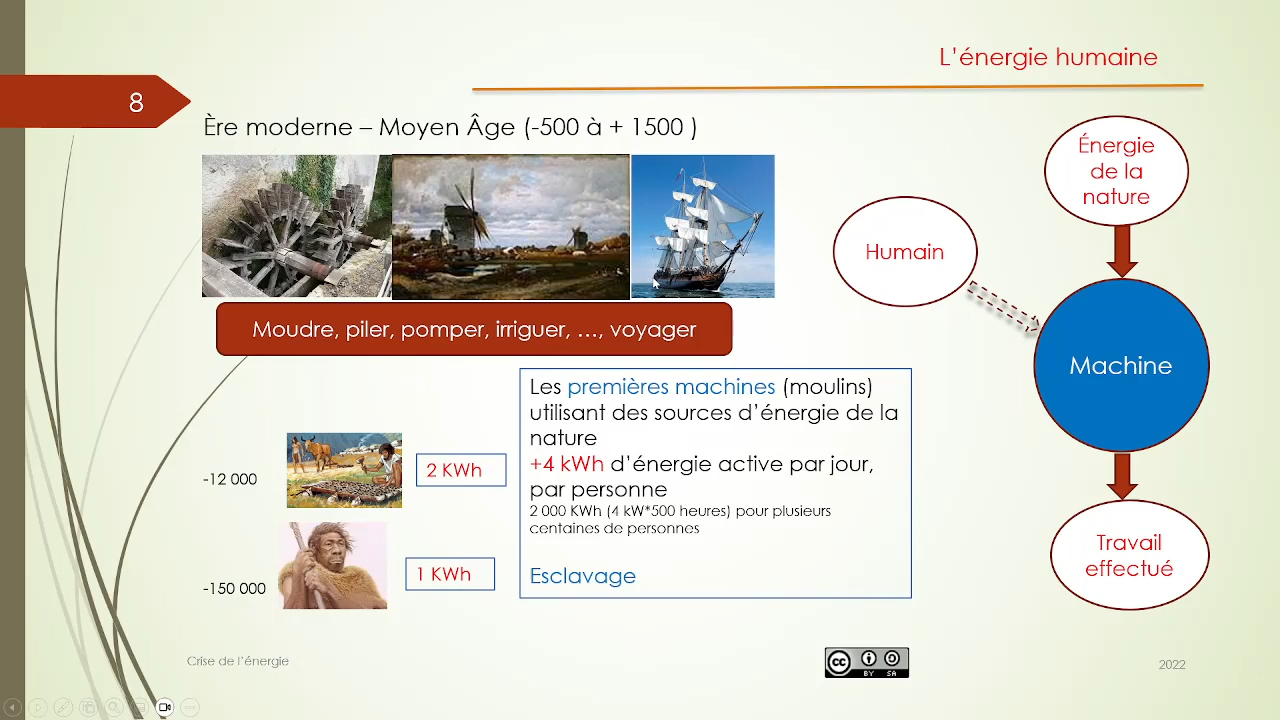 L'énergie humaine
8
Ère moderne – Moyen Âge (-500 à + 1500 )
Énergie
de la
nature
Humain
Moudre, piler, pomper, irriguer, ..., voyager
Machine
Les premières machines (moulins)
utilisant des sources d'énergie de la
nature
+4 kWh d'énergie active par jour,
par personne
2 000 KWh (4 kW*500 heures) pour plusieurs
centaines de personnes
Esclavage
-12 000
2 KWh
-150 000
1 KWh
Travail
effectué
Crise de l'énergie
cc
BY SA
2022